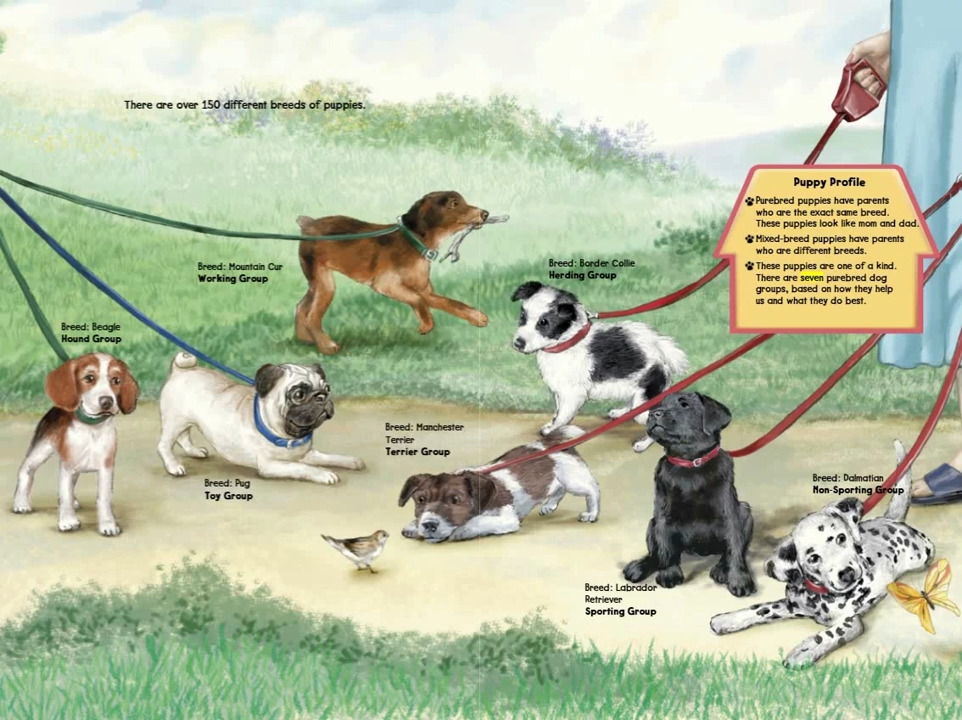 There are over 150 different breeds of puppies.
Puppy Profile
Purebred puppies have parents
who are the exact same breed.
These puppies look like mom and dad.
Mixed-breed puppies have parents
who are different breeds.
These puppies are one of a kind.
There are seven purebred dog
groups, based on how they help
us and what they do best.
Breed: Mountain Cur
Working Group
Breed: Border Collie
Herding Group
Breed: Beagle
Hound Group
Breed: Pug
Toy Group
Breed: Manchester
Terrier
Terrier Group
Breed: Dalmatian
Non-Sporting Group
Breed: Labrador
Retriever
Sporting Group